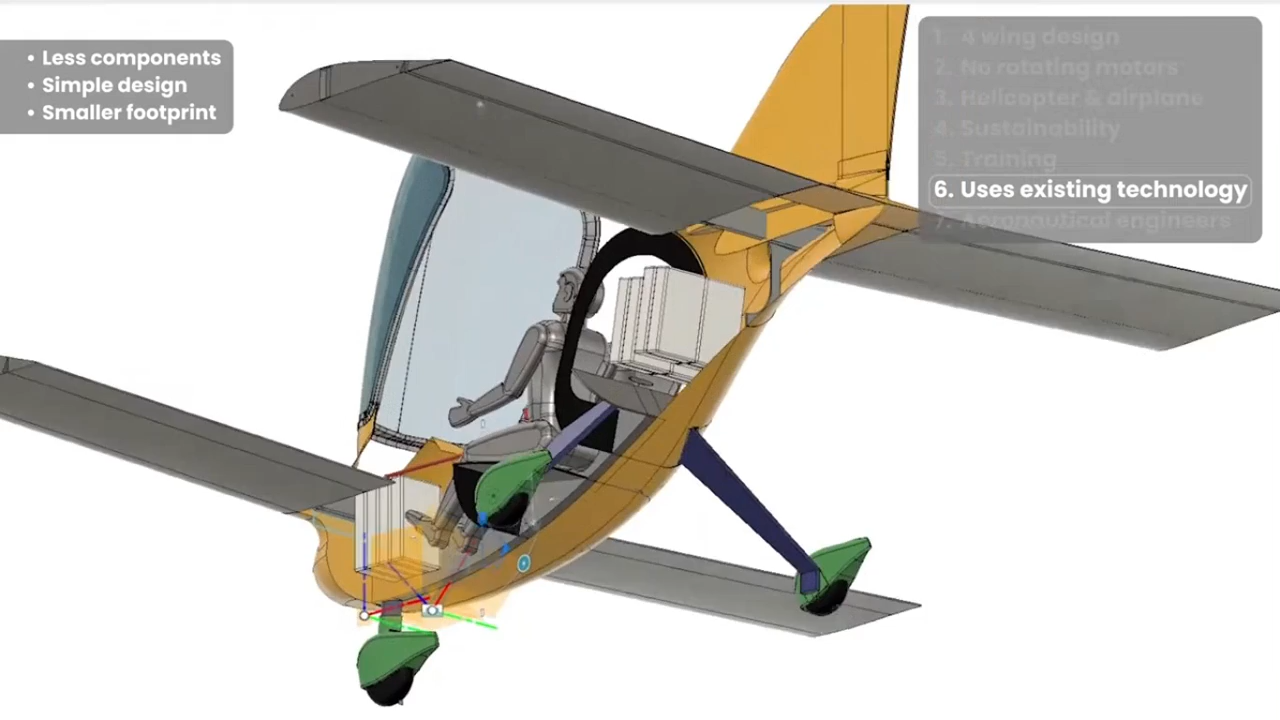 • Less components
• Simple design
• Smaller footprint
1. 4 wing design
2. No rotating motors
3. Helicopter & airplane
4. Sustainability
5. Training
6. Uses existing technology
7. Aeronautical engineers